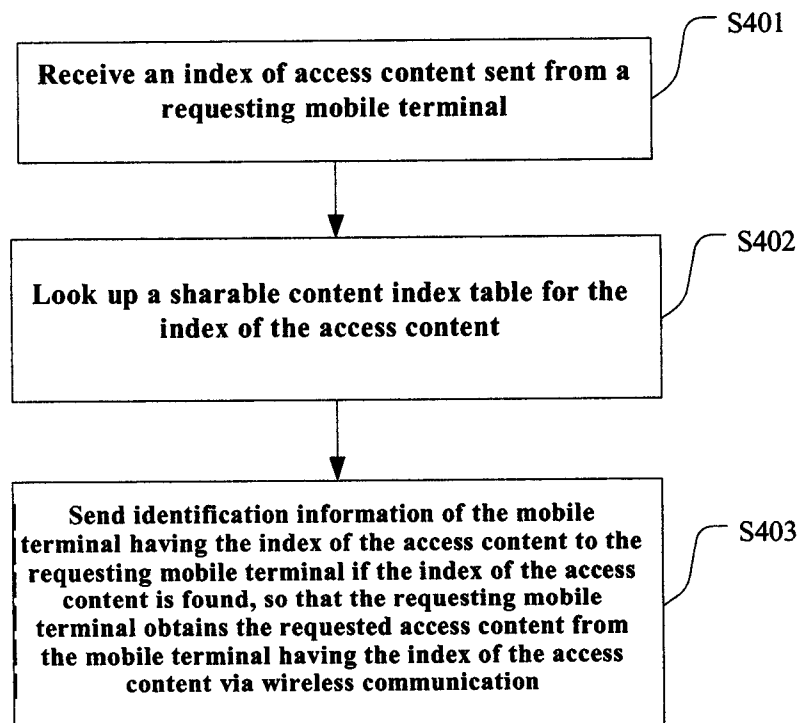 S401
Receive an index of access content sent from a
requesting mobile terminal
S402
Look up a sharable content index table for the
index of the access content
S403
Send identification information of the mobile
terminal having the index of the access content to the
requesting mobile terminal if the index of the access
content is found, so that the requesting mobile
terminal obtains the requested access content from
the mobile terminal having the index of the access
content via wireless communication